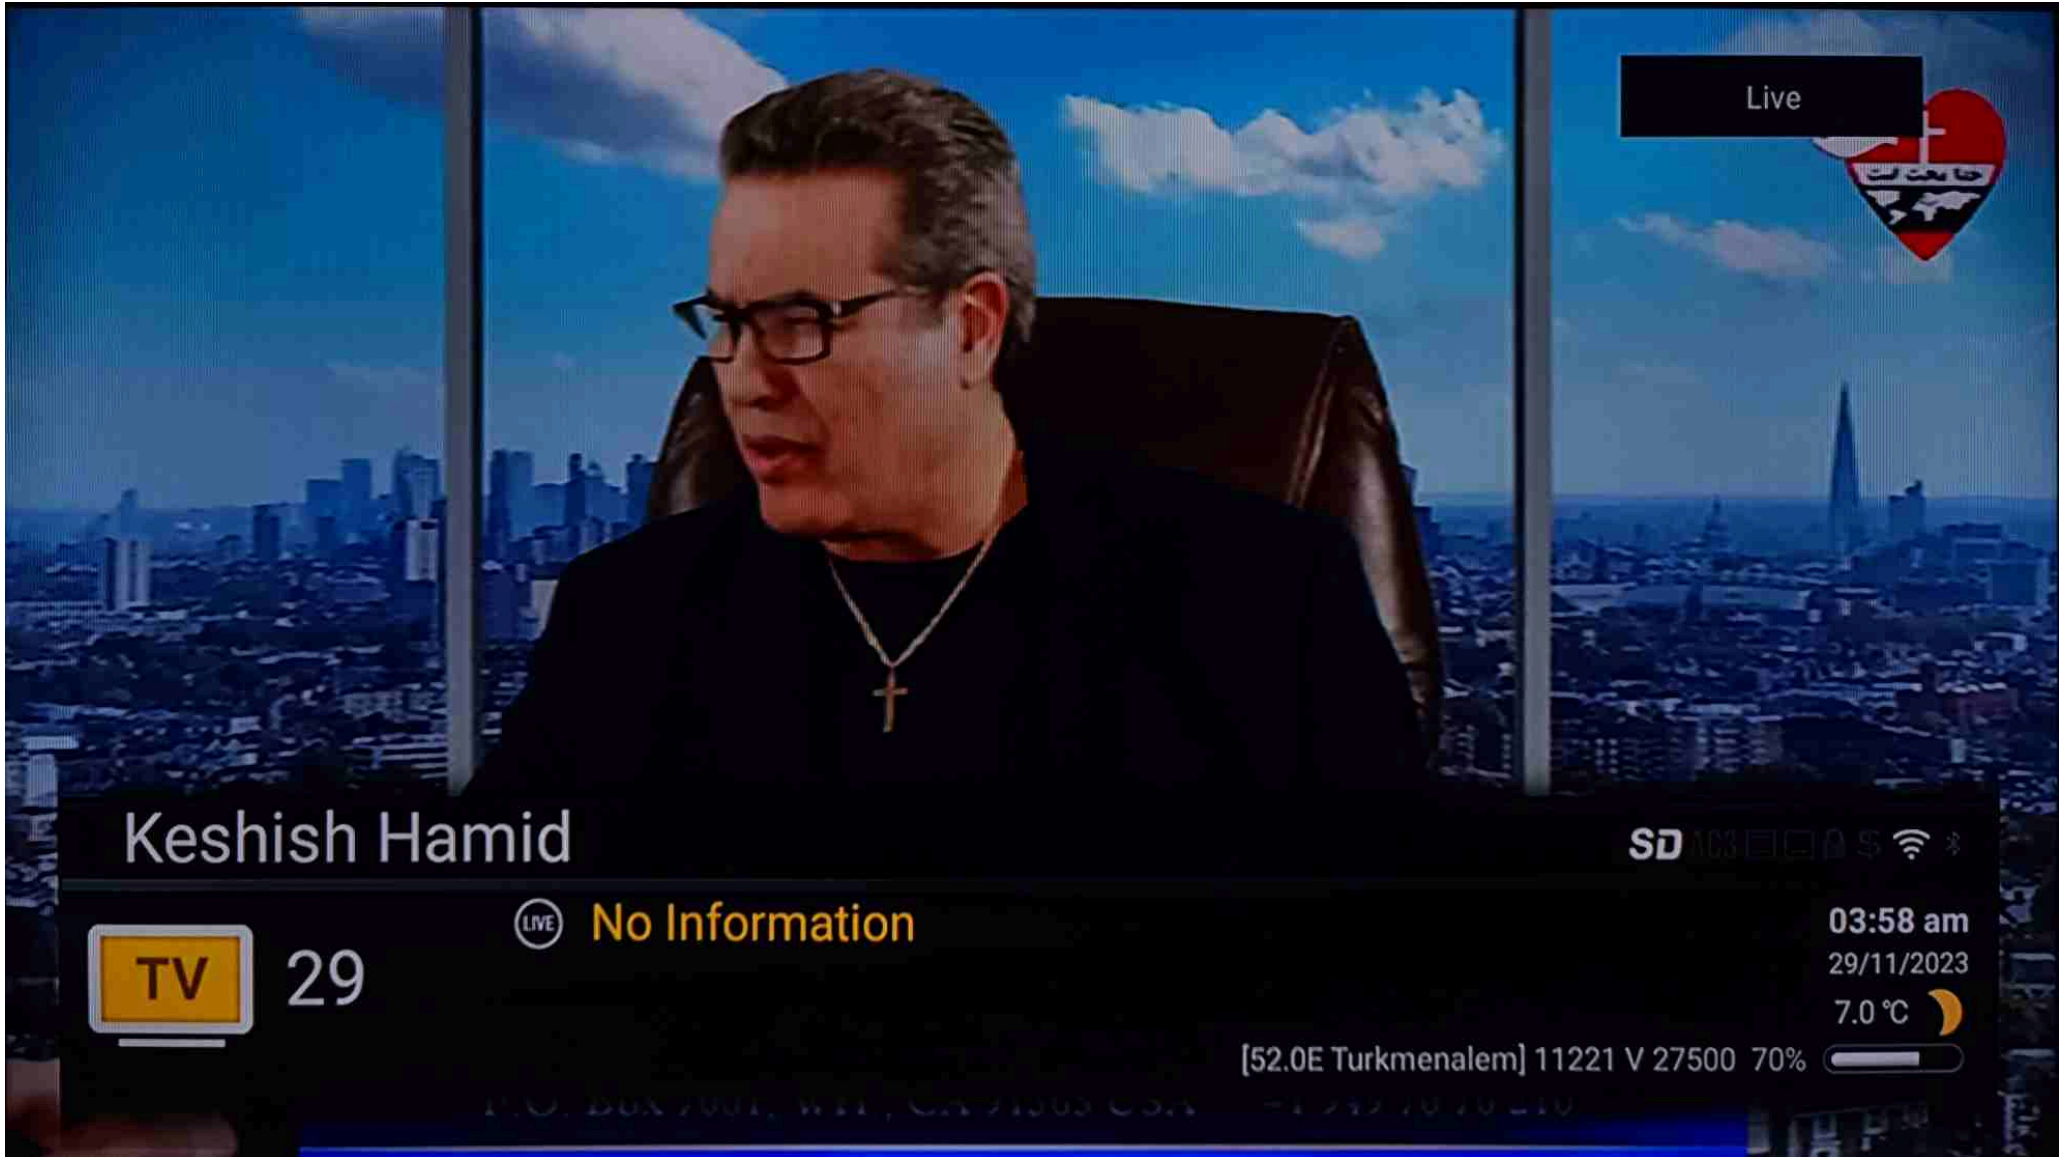 Live
Keshish Hamid
SD AC3
LIVE No Information
TV 29
03:58 am
29/11/2023
7.0 °C
[52.0E Turkmenalem] 11221 V 27500 70%